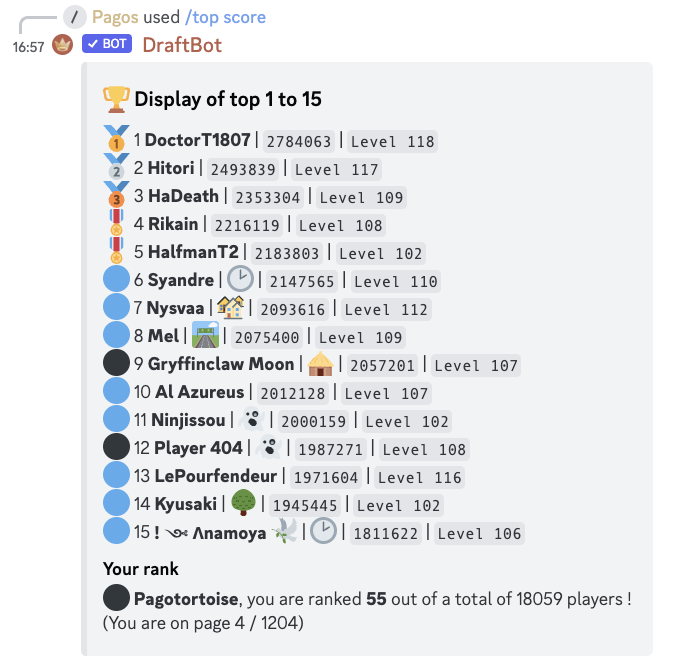 Pagos used /top score
16:57 ✓ BOT DraftBot
🏆 Display of top 1 to 15
🥇 1 DoctorT1807 | 2784063 | Level 118
🥈 2 Hitori | 2493839 | Level 117
🥉 3 HaDeath | 2353304 | Level 109
🎖️ 4 Rikain | 2216119 | Level 108
🎖️ 5 HalfmanT2 | 2183803 | Level 102
🔵 6 Syandre | 🕒 | 2147565 | Level 110
🔵 7 Nysvaa | 🏘️ | 2093616 | Level 112
🔵 8 Mel | 🛣️ | 2075400 | Level 109
⚫ 9 Gryffinclaw Moon | 🛖 | 2057201 | Level 107
🔵 10 Al Azureus | 2012128 | Level 107
🔵 11 Ninjissou | 👻 | 2000159 | Level 102
⚫ 12 Player 404 | 👻 | 1987271 | Level 108
🔵 13 LePourfendeur | 1971604 | Level 116
🔵 14 Kyusaki | 🌳 | 1945445 | Level 102
🔵 15 ! ࿐ Λnamoya 🕊️ | 🕒 | 1811622 | Level 106
Your rank
⚫ Pagotortoise, you are ranked 55 out of a total of 18059 players !
(You are on page 4 / 1204)